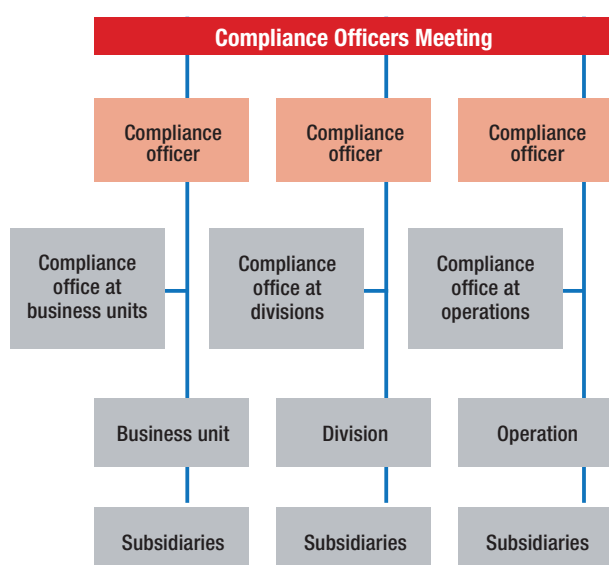 Compliance Officers Meeting
Compliance
officer
Compliance
officer
Compliance
officer
Compliance
office at
business units
Compliance
office at
divisions
Compliance
office at
operations
Business unit
Division
Operation
Subsidiaries
Subsidiaries
Subsidiaries